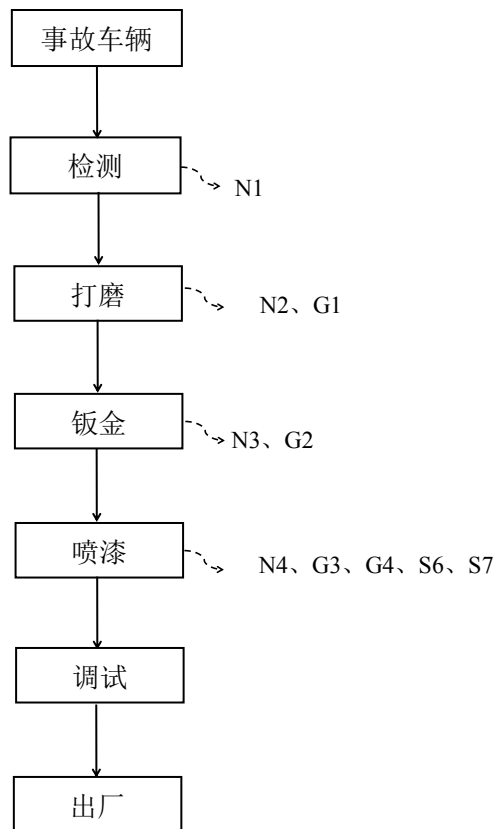 事故车辆
检测
N1
打磨
N2、G1
钣金
N3、G2
喷漆
N4、G3、G4、S6、S7
调试
出厂